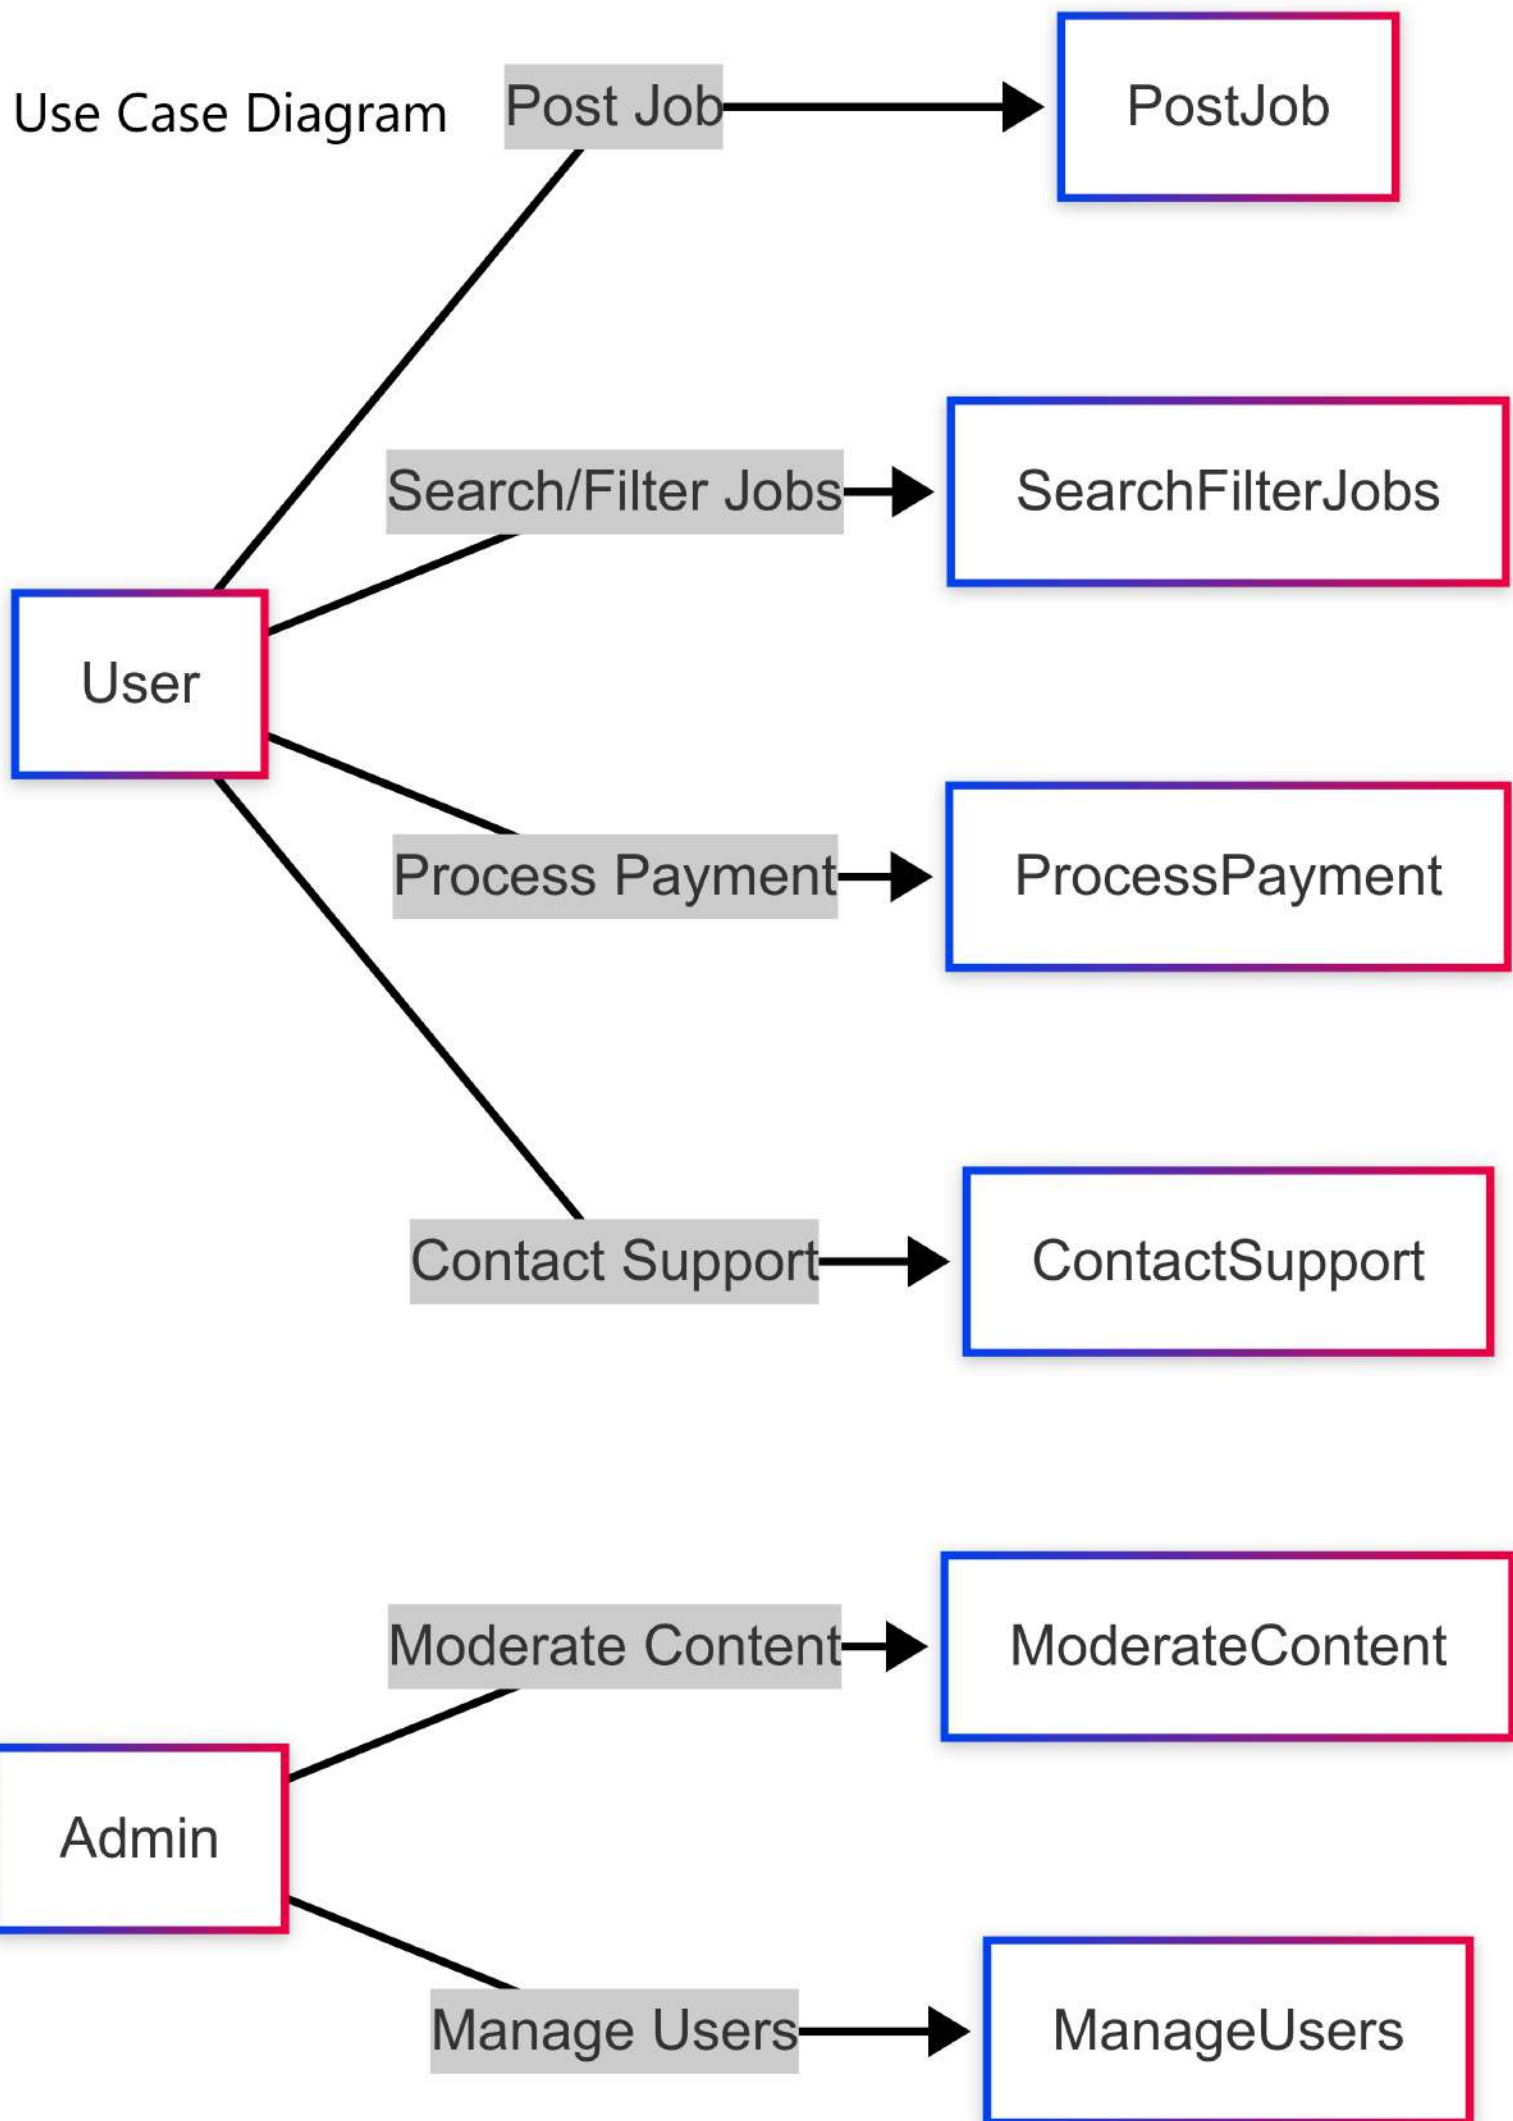 Use Case Diagram
Post Job
PostJob
Search/Filter Jobs
SearchFilterJobs
User
Process Payment
ProcessPayment
Contact Support
ContactSupport
Moderate Content
ModerateContent
Admin
Manage Users
ManageUsers